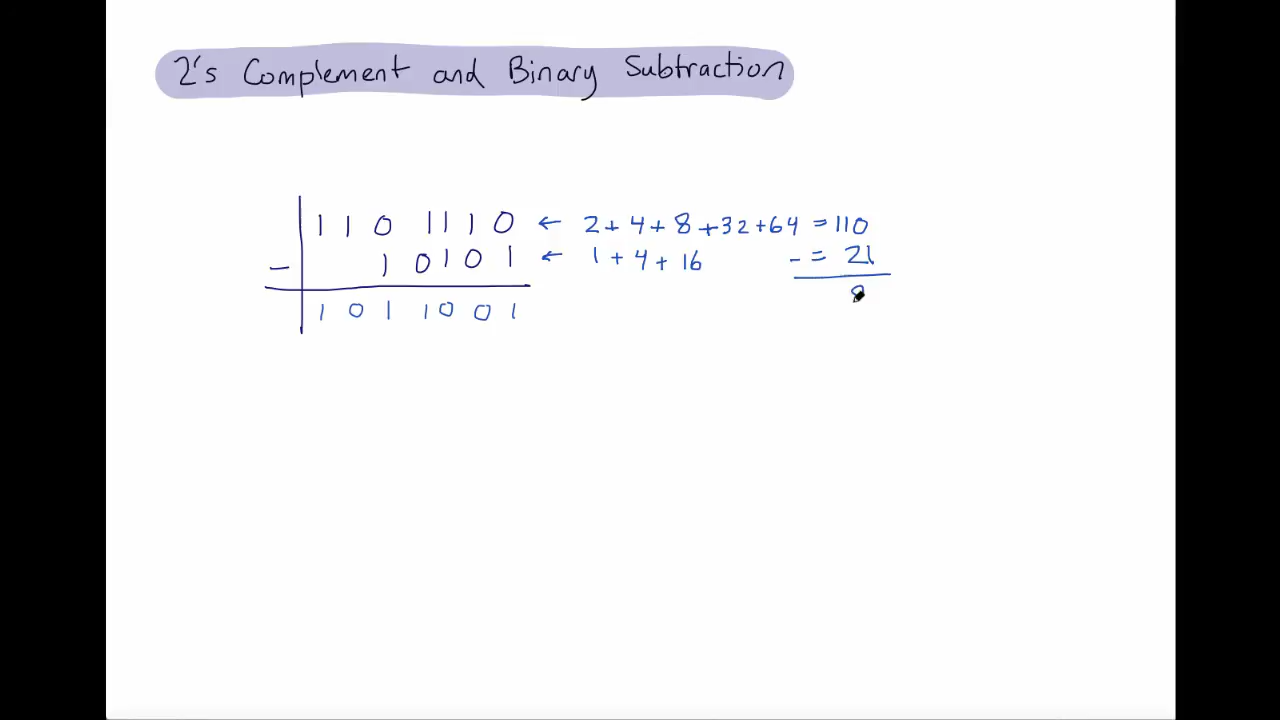 2's Complement and Binary Subtraction
1 1 0 1 1 1 0 ← 2 + 4 + 8 + 32 + 64 = 110
- 1 0 1 0 1 ← 1 + 4 + 16 - = 21
1 0 1 1 0 0 1 8